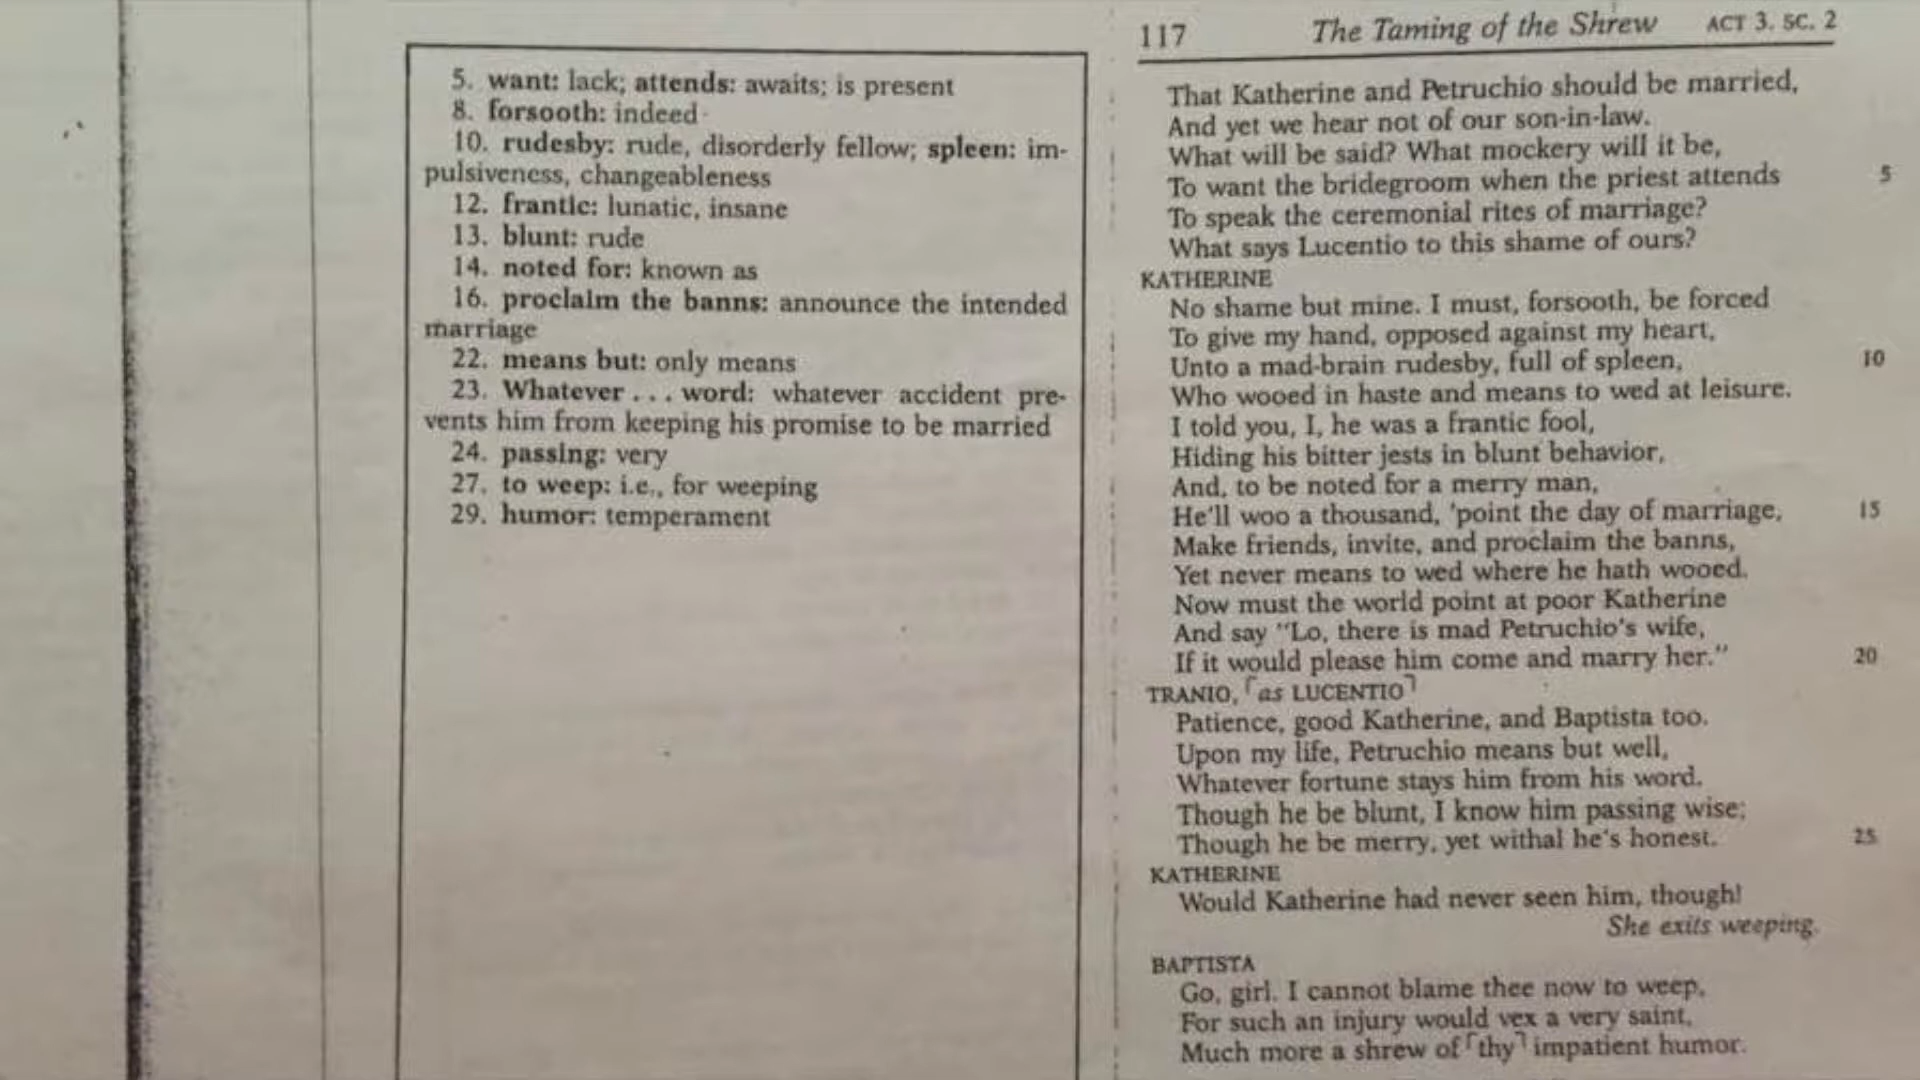 5. want: lack; attends: awaits; is present
8. forsooth: indeed
10. rudesby: rude, disorderly fellow; spleen: im-
pulsiveness, changeableness
12. frantic: lunatic, insane
13. blunt: rude
14. noted for: known as
16. proclaim the banns: announce the intended
marriage
22. means but: only means
23. Whatever . . . word: whatever accident pre-
vents him from keeping his promise to be married
24. passing: very
27. to weep: i.e., for weeping
29. humor: temperament
117 The Taming of the Shrew ACT 3. SC. 2
That Katherine and Petruchio should be married,
And yet we hear not of our son-in-law.
What will be said? What mockery will it be,
To want the bridegroom when the priest attends 5
To speak the ceremonial rites of marriage?
What says Lucentio to this shame of ours?
KATHERINE
No shame but mine. I must, forsooth, be forced
To give my hand, opposed against my heart,
Unto a mad-brain rudesby, full of spleen, 10
Who wooed in haste and means to wed at leisure.
I told you, I, he was a frantic fool,
Hiding his bitter jests in blunt behavior,
And, to be noted for a merry man,
He'll woo a thousand, 'point the day of marriage, 15
Make friends, invite, and proclaim the banns,
Yet never means to wed where he hath wooed.
Now must the world point at poor Katherine
And say "Lo, there is mad Petruchio's wife,
If it would please him come and marry her." 20
TRANIO, ⌜as LUCENTIO⌝
Patience, good Katherine, and Baptista too.
Upon my life, Petruchio means but well,
Whatever fortune stays him from his word.
Though he be blunt, I know him passing wise;
Though he be merry, yet withal he's honest. 25
KATHERINE
Would Katherine had never seen him, though!
She exits weeping.
BAPTISTA
Go, girl. I cannot blame thee now to weep,
For such an injury would vex a very saint,
Much more a shrew of ⌜thy⌝ impatient humor.